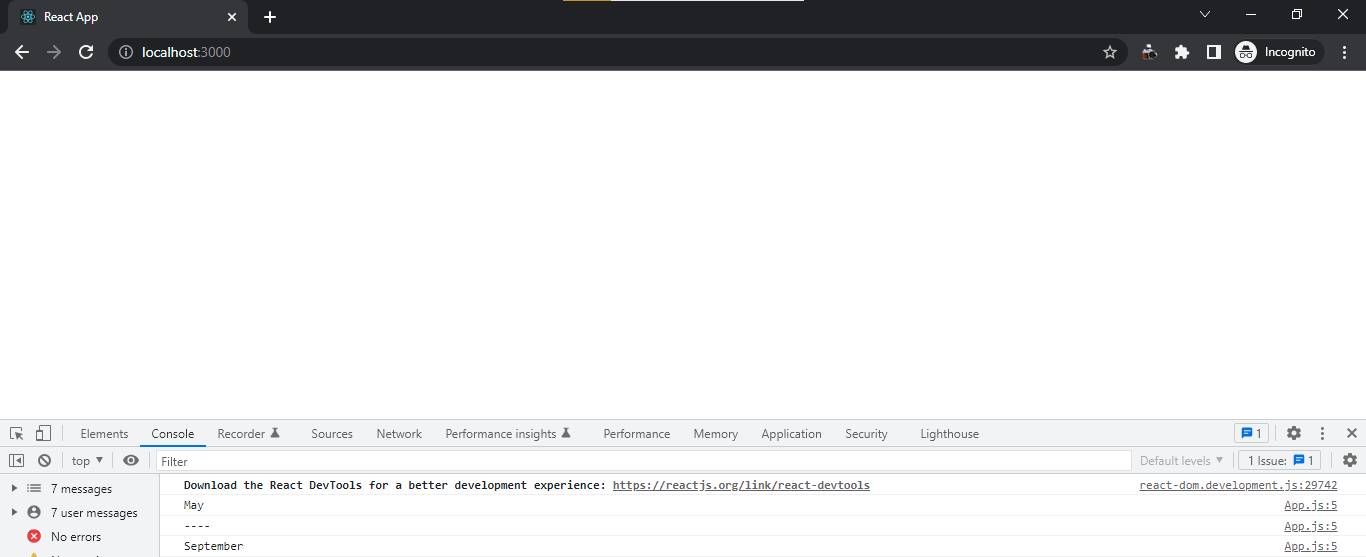 React App
localhost:3000
Incognito
Elements Console Recorder Sources Network Performance insights Performance Memory Application Security Lighthouse 1
top Filter Default levels 1 Issue: 1
7 messages
Download the React DevTools for a better development experience: https://reactjs.org/link/react-devtools react-dom.development.js:29742
May App.js:5
7 user messages
---- App.js:5
No errors
September App.js:5